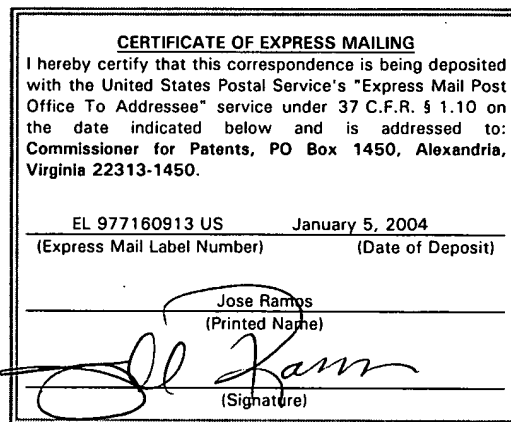 CERTIFICATE OF EXPRESS MAILING
I hereby certify that this correspondence is being deposited
with the United States Postal Service's "Express Mail Post
Office To Addressee" service under 37 C.F.R. § 1.10 on
the date indicated below and is addressed to:
Commissioner for Patents, PO Box 1450, Alexandria,
Virginia 22313-1450.
EL 977160913 US January 5, 2004
(Express Mail Label Number) (Date of Deposit)
Jose Ramos
(Printed Name)
(Signature)